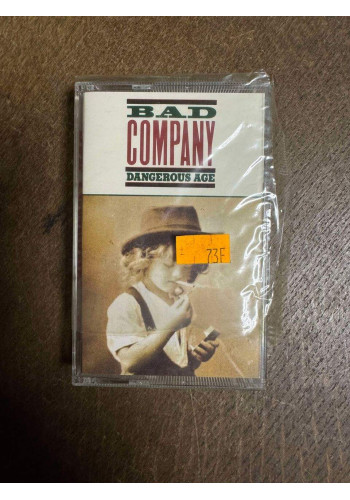 BAD
COMPANY
DANGEROUS AGE
73F